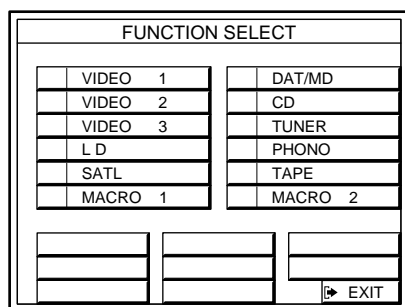 FUNCTION SELECT
VIDEO 1
VIDEO 2
VIDEO 3
L D
SATL
MACRO 1
DAT/MD
CD
TUNER
PHONO
TAPE
MACRO 2
EXIT